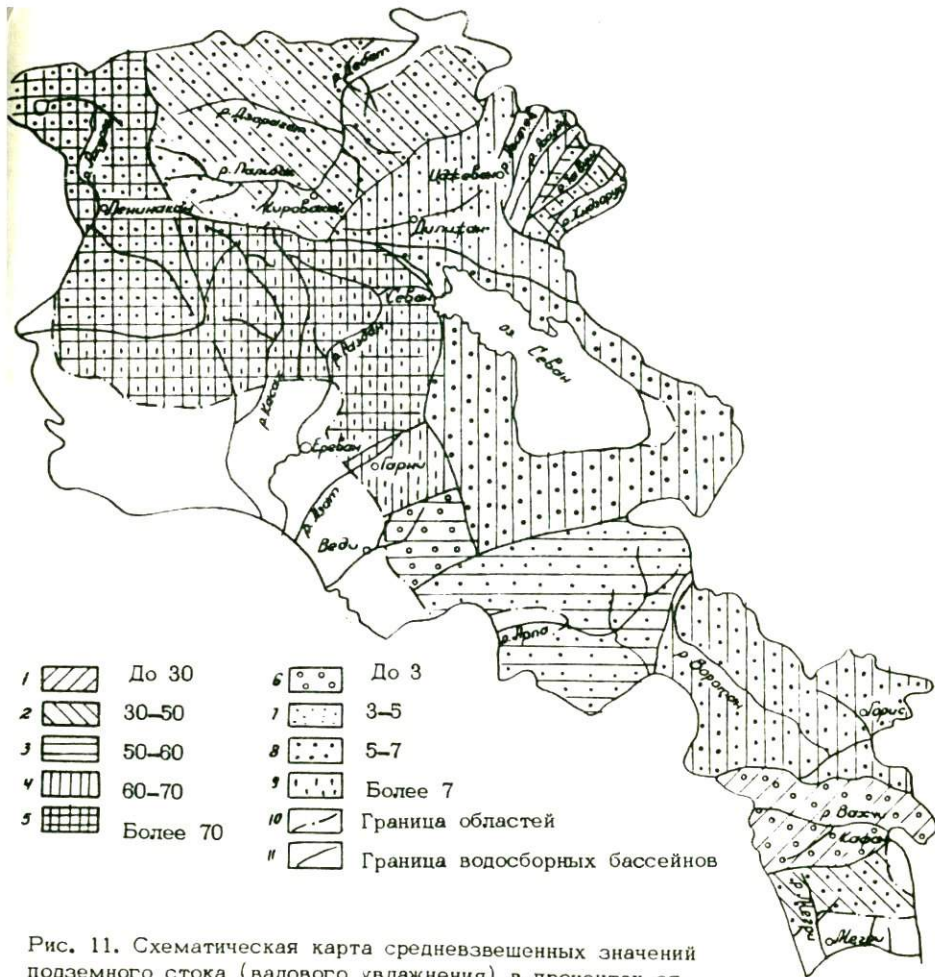 р. Дебет
р. Дзорагет
р. Памбак
Кировакан
Ленинакан
Иджеван
Дилижан
Севан
р. Раздан
оз. Севан
р. Касах
Ереван
Гарни
р. Азат
Веди
р. Арпа
р. Воротан
Горис
р. Вахчи
Кафан
р. Мегри
Мегри
1 До 30
2 30–50
3 50–60
4 60–70
5 Более 70
6 До 3
7 3–5
8 5–7
9 Более 7
10 Граница областей
11 Граница водосборных бассейнов
Рис. 11. Схематическая карта средневзвешенных значений
подземного стока (валового увлажнения) в процентах от